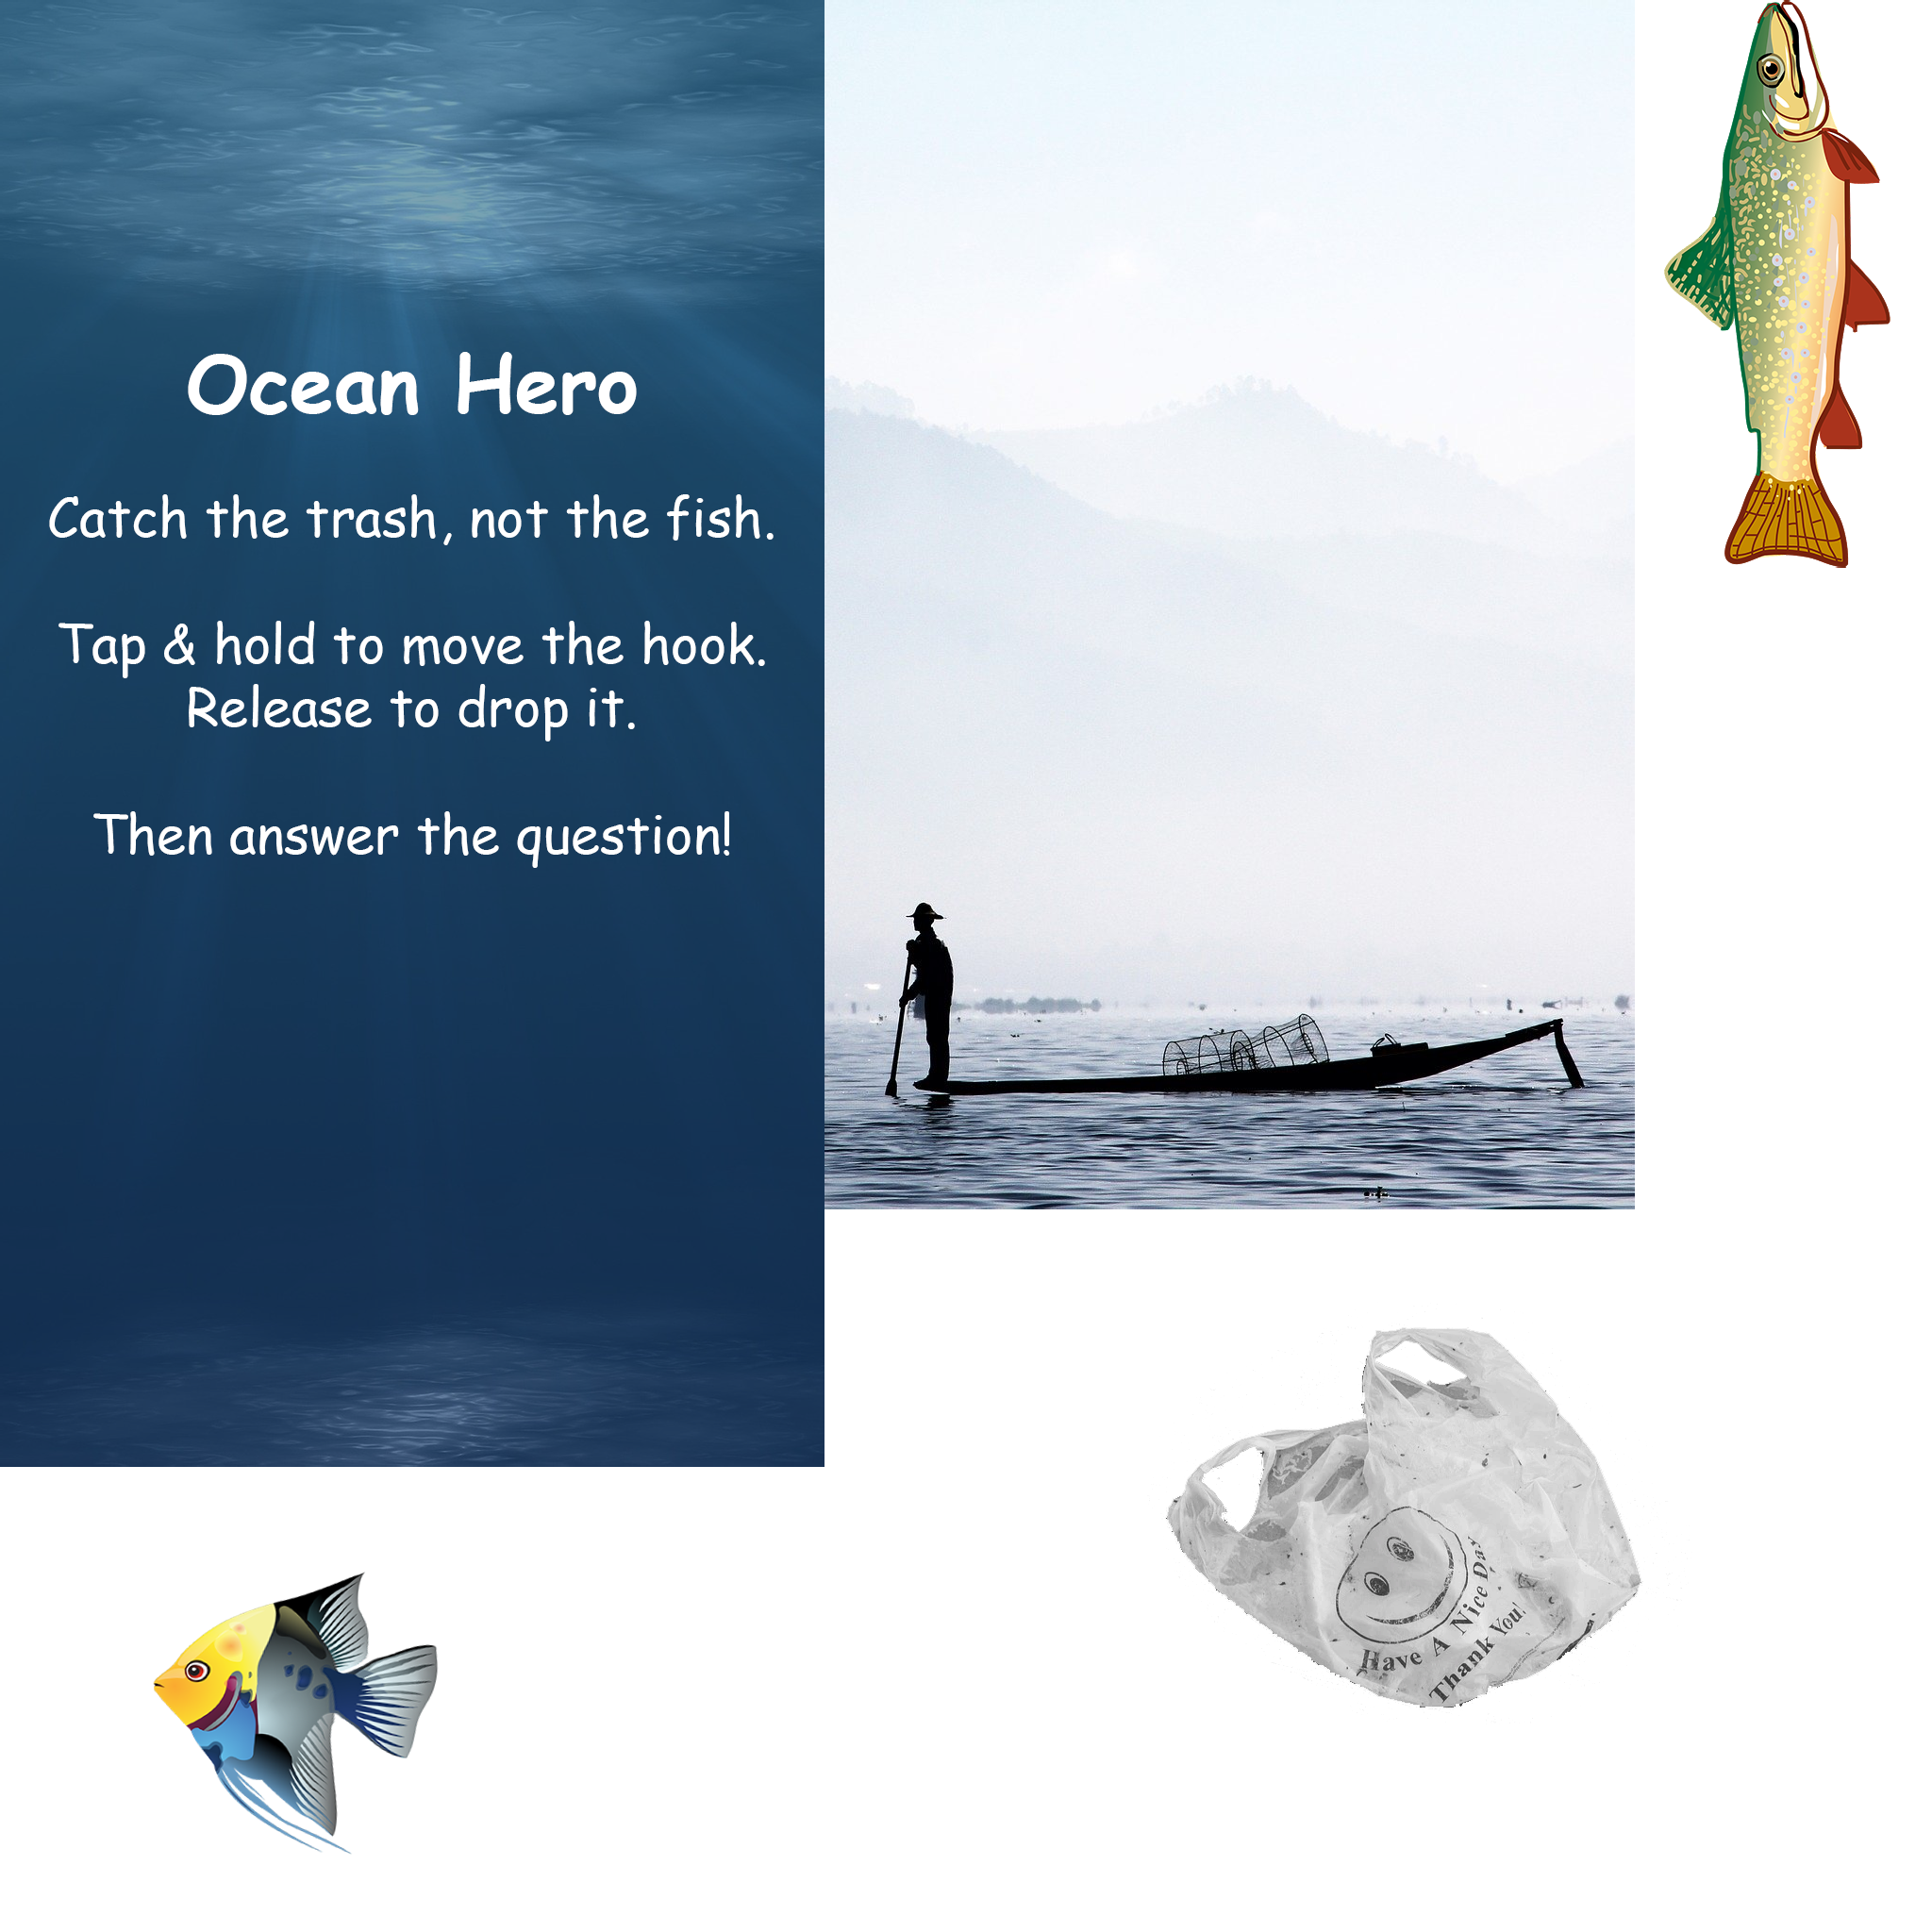 Ocean Hero
Catch the trash, not the fish.
Tap & hold to move the hook.
Release to drop it.
Then answer the question!
Have A Nice Day
Thank You!